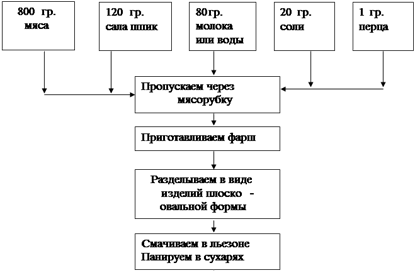 800 гр.
мяса
120 гр.
сала шпик
80гр.
молока
или воды
20 гр.
соли
1 гр.
перца
Пропускаем через
мясорубку
Приготавливаем фарш
Разделываем в виде
изделий плоско -
овальной формы
Смачиваем в льезоне
Панируем в сухарях